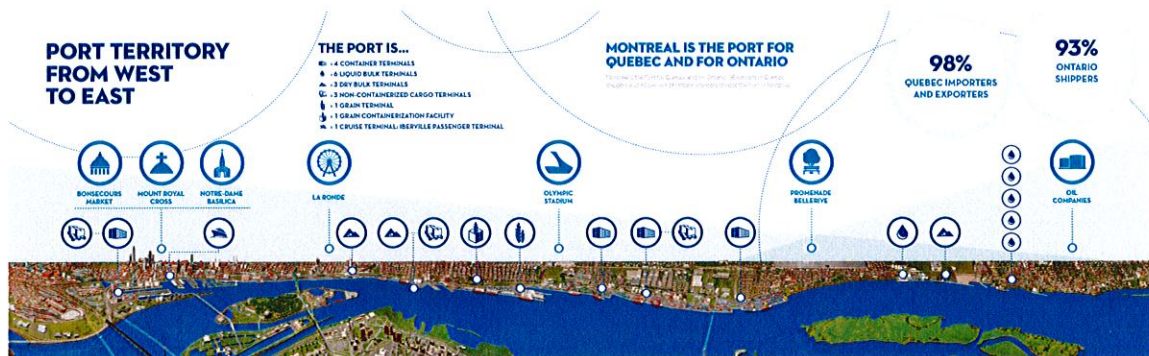 PORT TERRITORY
FROM WEST
TO EAST
THE PORT IS...
• 4 CONTAINER TERMINALS
• 6 LIQUID BULK TERMINALS
• 3 DRY BULK TERMINALS
• 3 NON-CONTAINERIZED CARGO TERMINALS
• 1 GRAIN TERMINAL
• 1 GRAIN CONTAINERIZATION FACILITY
• 1 CRUISE TERMINAL: IBERVILLE PASSENGER TERMINAL
MONTREAL IS THE PORT FOR
QUEBEC AND FOR ONTARIO
98%
QUEBEC IMPORTERS
AND EXPORTERS
93%
ONTARIO
SHIPPERS
BONSECOURS
MARKET
MOUNT ROYAL
CROSS
NOTRE-DAME
BASILICA
LA RONDE
OLYMPIC
STADIUM
PROMENADE
BELLERIVE
OIL
COMPANIES